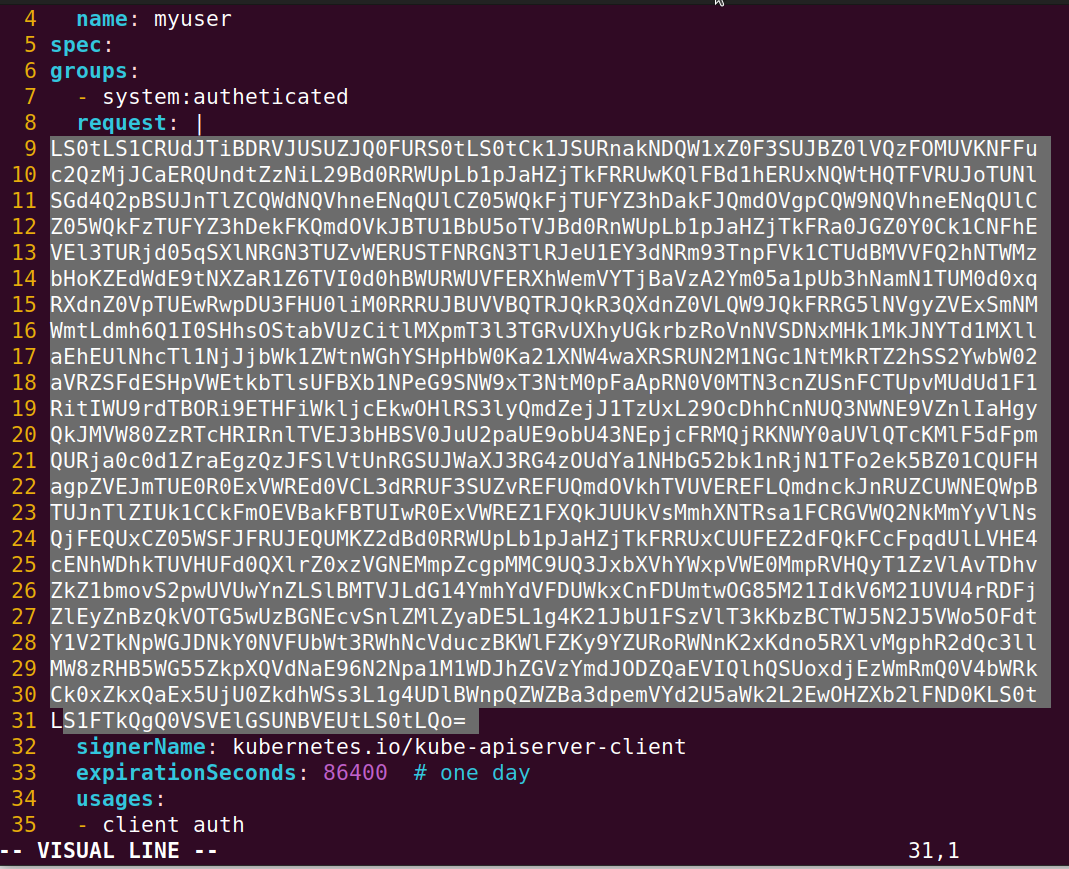 4   name: myuser
5 spec:
6 groups:
7   - system:autheticated
8   request: |
9 LS0tLS1CRUdJTiBDRVJUSUZJQ0FURS0tLS0tCk1JSURnakNDQW1xZ0F3SUJBZ0lVQzFOMUVKNFFu
10 c2QzMjJCaERQUndtZzNiL29Bd0RRWUpLb1pJaHZjTkFRRUwKQlFBd1hERUxNQWtHQTFVRUJoTUNl
11 SGd4Q2pBSUJnTlZCQWdNQVhneENqQUlCZ05WQkFjTUFYZ3hDakFJQmdOVgpCQW9NQVhneENqQUlC
12 Z05WQkFzTUFYZ3hDekFKQmdOVkJBTU1BbU5oTVJBd0RnWUpLb1pJaHZjTkFRa0JGZ0Y0Ck1CNFhE
13 VEl3TURjd05qSXlNRGN3TUZvWERUSTFNRGN3TlRJeU1EY3dNRm93TnpFVk1CTUdBMVVFQ2hNTWMz
14 bHoKZEdWdE9tNXZaR1Z6TVI0d0hBWURWUVFERXhWemVYTjBaVzA2Ym05a1pUb3hNamN1TUM0d0xq
15 RXdnZ0VpTUEwRwpDU3FHU0liM0RRRUJBUVVBQTRJQkR3QXdnZ0VLQW9JQkFRRG5lNVgyZVExSmNM
16 WmtLdmh6Q1I0SHhsOStabVUzCitlMXpmT3l3TGRvUXhyUGkrbzRoVnNVSDNxMHk1MkJNYTd1MXll
17 aEhEUlNhcTl1NjJjbWk1ZWtnWGhYSHpHbW0Ka21XNW4waXRSRUN2M1NGc1NtMkRTZ2hSS2YwbW02
18 aVRZSFdESHpVWEtkbTlsUFBXb1NPeG9SNW9xT3NtM0pFaApRN0V0MTN3cnZUSnFCTUpvMUdUd1F1
19 RitIWU9rdTBORi9ETHFiWkljcEkwOHlRS3lyQmdZejJ1TzUxL29OcDhhCnNUQ3NWNE9VZnlIaHgy
20 QkJMVW80ZzRTcHRIRnlTVEJ3bHBSV0JuU2paUE9obU43NEpjcFRMQjRKNWY0aUVlQTcKMlF5dFpm
21 QURja0c0d1ZraEgzQzJFSlVtUnRGSUJWaXJ3RG4zOUdYa1NHbG52bk1nRjN1TFo2ek5BZ01CQUFH
22 agpZVEJmTUE0R0ExVWREd0VCL3dRRUF3SUZvREFUQmdOVkhTVUVEREFLQmdnckJnRUZCUWNEQWpB
23 TUJnTlZIUk1CCkFmOEVBakFBTUIwR0ExVWREZ1FXQkJUUkVsMmhXNTRsa1FCRGVWQ2NkMmYyVlNs
24 QjFEQUxCZ05WSFJFRUJEQUMKZ2dBd0RRWUpLb1pJaHZjTkFRRUxCUUFEZ2dFQkFCcFpqdUlLVHE4
25 cENhWDhkTUVHUFd0QXlrZ0xzVGNEMmpZcgpMMC9UQ3JxbXVhYWxpVWE0MmpRVHQyT1ZzVlAvTDhv
26 ZkZ1bmovS2pwUVUwYnZLSlBMTVJLdG14YmhYdVFDUWkxCnFDUmtwOG85M21IdkV6M21UVU4rRDFj
27 ZlEyZnBzQkVOTG5wUzBGNEcvSnlZMlZyaDE5L1g4K21JbU1FSzVlT3kKbzBCTWJ5N2J5VWo5OFdt
28 Y1V2TkNpWGJDNkY0NVFUbWt3RWhNcVduczBKWlFZKy9YZURoRWNnK2xKdno5RXlvMgphR2dQc3ll
29 MW8zRHB5WG55ZkpXQVdNaE96N2Npa1M1WDJhZGVzYmdJODZQaEVIQlhQSUoxdjEzWmRmQ0V4bWRk
30 Ck0xZkxQaEx5UjU0ZkdhWSs3L1g4UDlBWnpQZWZBa3dpemVYd2U5aWk2L2EwOHZXb2lFND0KLS0t
31 LS1FTkQgQ0VSVElGSUNBVEUtLS0tLQo=
32   signerName: kubernetes.io/kube-apiserver-client
33   expirationSeconds: 86400  # one day
34   usages:
35   - client auth
-- VISUAL LINE -- 31,1